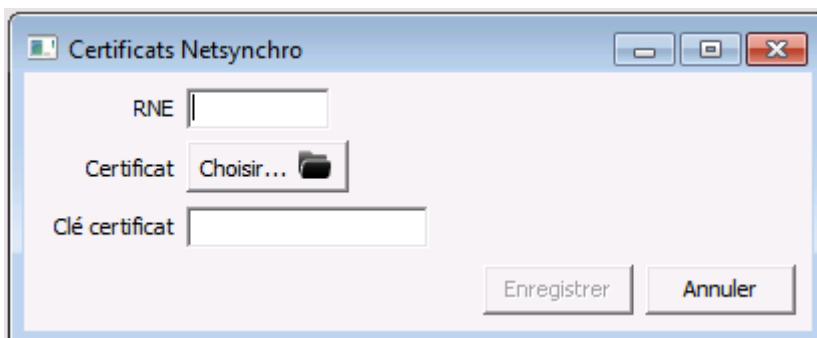 Certificats Netsynchro
RNE
Certificat Choisir...
Clé certificat
Enregistrer Annuler